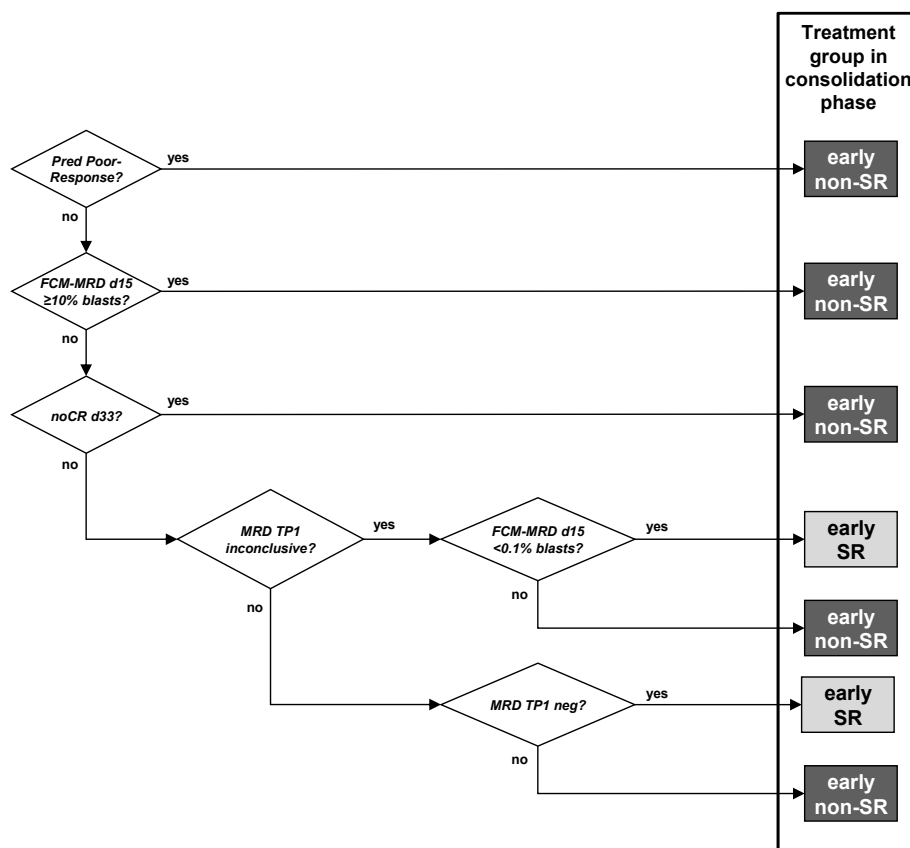 Treatment
group in
consolidation
phase
Pred Poor-
Response?
yes
early
non-SR
no
FCM-MRD d15
≥10% blasts?
yes
early
non-SR
no
noCR d33?
yes
early
non-SR
no
MRD TP1
inconclusive?
yes
FCM-MRD d15
<0.1% blasts?
yes
early
SR
no
early
non-SR
no
MRD TP1 neg?
yes
early
SR
no
early
non-SR